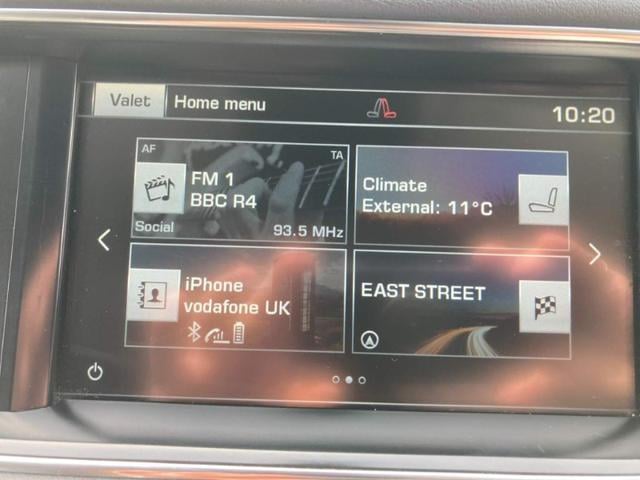 Valet
Home menu
10:20
AF
TA
FM 1
BBC R4
Social
93.5 MHz
Climate
External: 11°C
iPhone
vodafone UK
EAST STREET